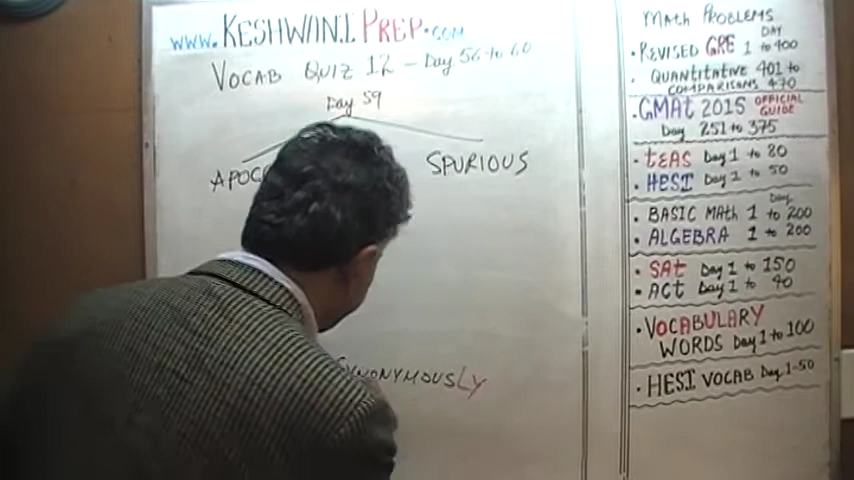 www.KESHWANIPREP.com
VOCAB QUIZ 12 - Day 56 to 60
Day 59
SPURIOUS
SYNONYMOUSLY
MATH PROBLEMS
DAY
• REVISED GRE 1 to 400
• QUANTITATIVE 401 to
COMPARISONS 470
• GMAT 2015 OFFICIAL GUIDE
Day 251 to 375
• TEAS Day 1 to 80
• HESI Day 1 to 50
Day
• BASIC MATH 1 to 200
• ALGEBRA 1 to 200
• SAT Day 1 to 150
• ACT Day 1 to 40
• VOCABULARY
WORDS Day 1 to 100
• HESI VOCAB Day 1-50